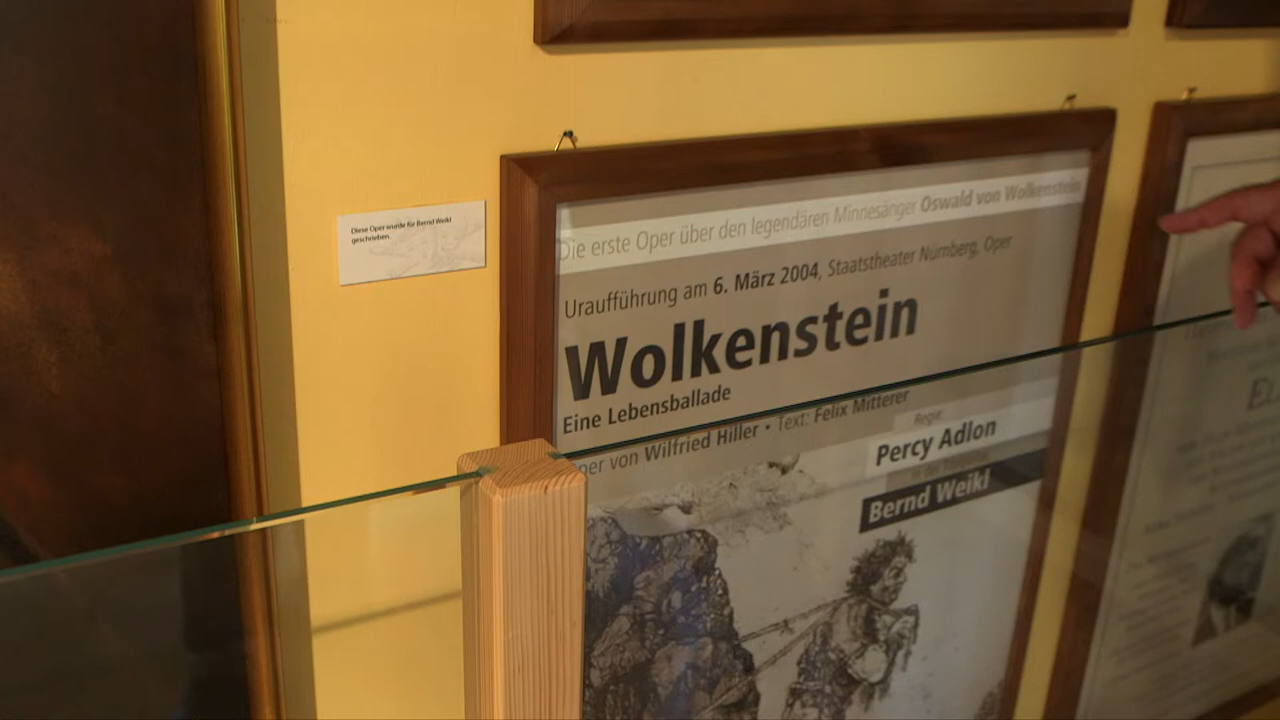 Diese Oper wurde für Bernd Weikl
geschrieben.
Die erste Oper über den legendären Minnesänger Oswald von Wolkenstein
Uraufführung am 6. März 2004, Staatstheater Nürnberg, Oper
Wolkenstein
Eine Lebensballade
Oper von Wilfried Hiller • Text: Felix Mitterer
Regie:
Percy Adlon
Bernd Weikl